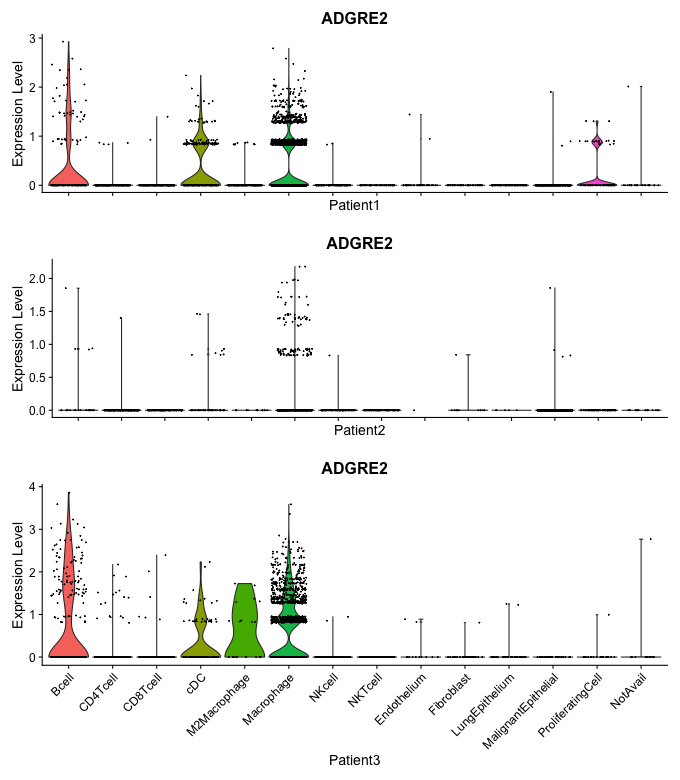 ADGRE2
Expression Level
3
2
1
0
Patient1
ADGRE2
Expression Level
2.0
1.5
1.0
0.5
0.0
Patient2
ADGRE2
Expression Level
4
3
2
1
0
Bcell
CD4Tcell
CD8Tcell
cDC
M2Macrophage
Macrophage
NKcell
NKTcell
Endothelium
Fibroblast
LungEpithelium
MalignantEpithelial
ProliferatingCell
NotAvail
Patient3